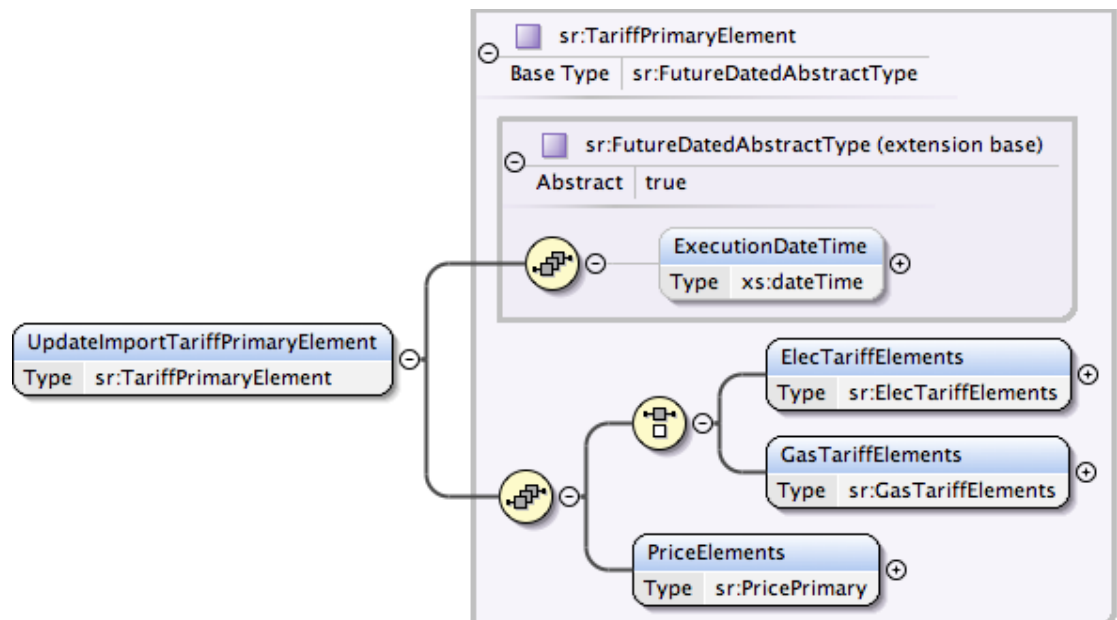 sr:TariffPrimaryElement
Base Type sr:FutureDatedAbstractType
sr:FutureDatedAbstractType (extension base)
Abstract true
ExecutionDateTime
Type xs:dateTime
UpdateImportTariffPrimaryElement
Type sr:TariffPrimaryElement
ElecTariffElements
Type sr:ElecTariffElements
GasTariffElements
Type sr:GasTariffElements
PriceElements
Type sr:PricePrimary